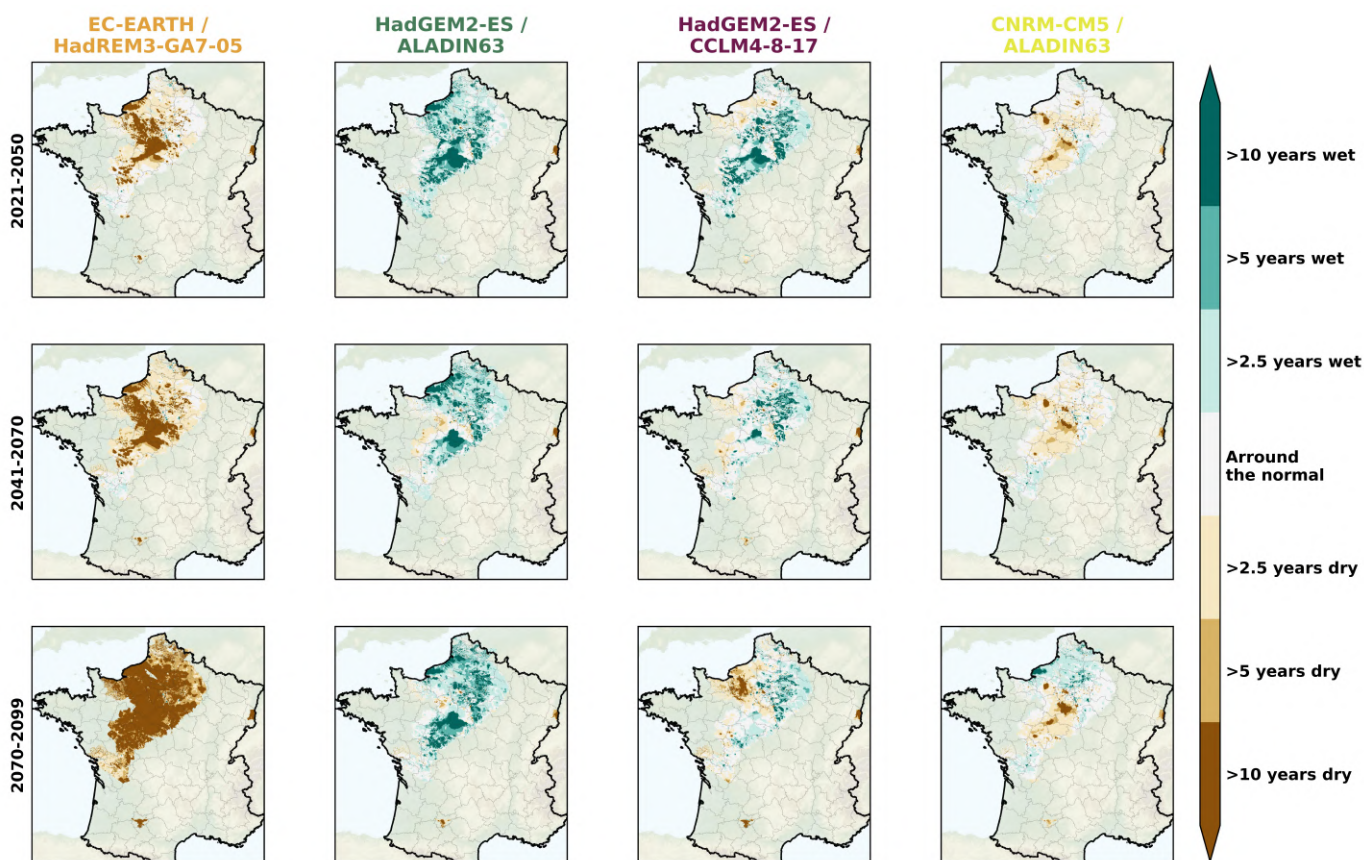 EC-EARTH /
HadREM3-GA7-05
HadGEM2-ES /
ALADIN63
HadGEM2-ES /
CCLM4-8-17
CNRM-CM5 /
ALADIN63
2021-2050
2041-2070
2070-2099
>10 years wet
>5 years wet
>2.5 years wet
Arround
the normal
>2.5 years dry
>5 years dry
>10 years dry